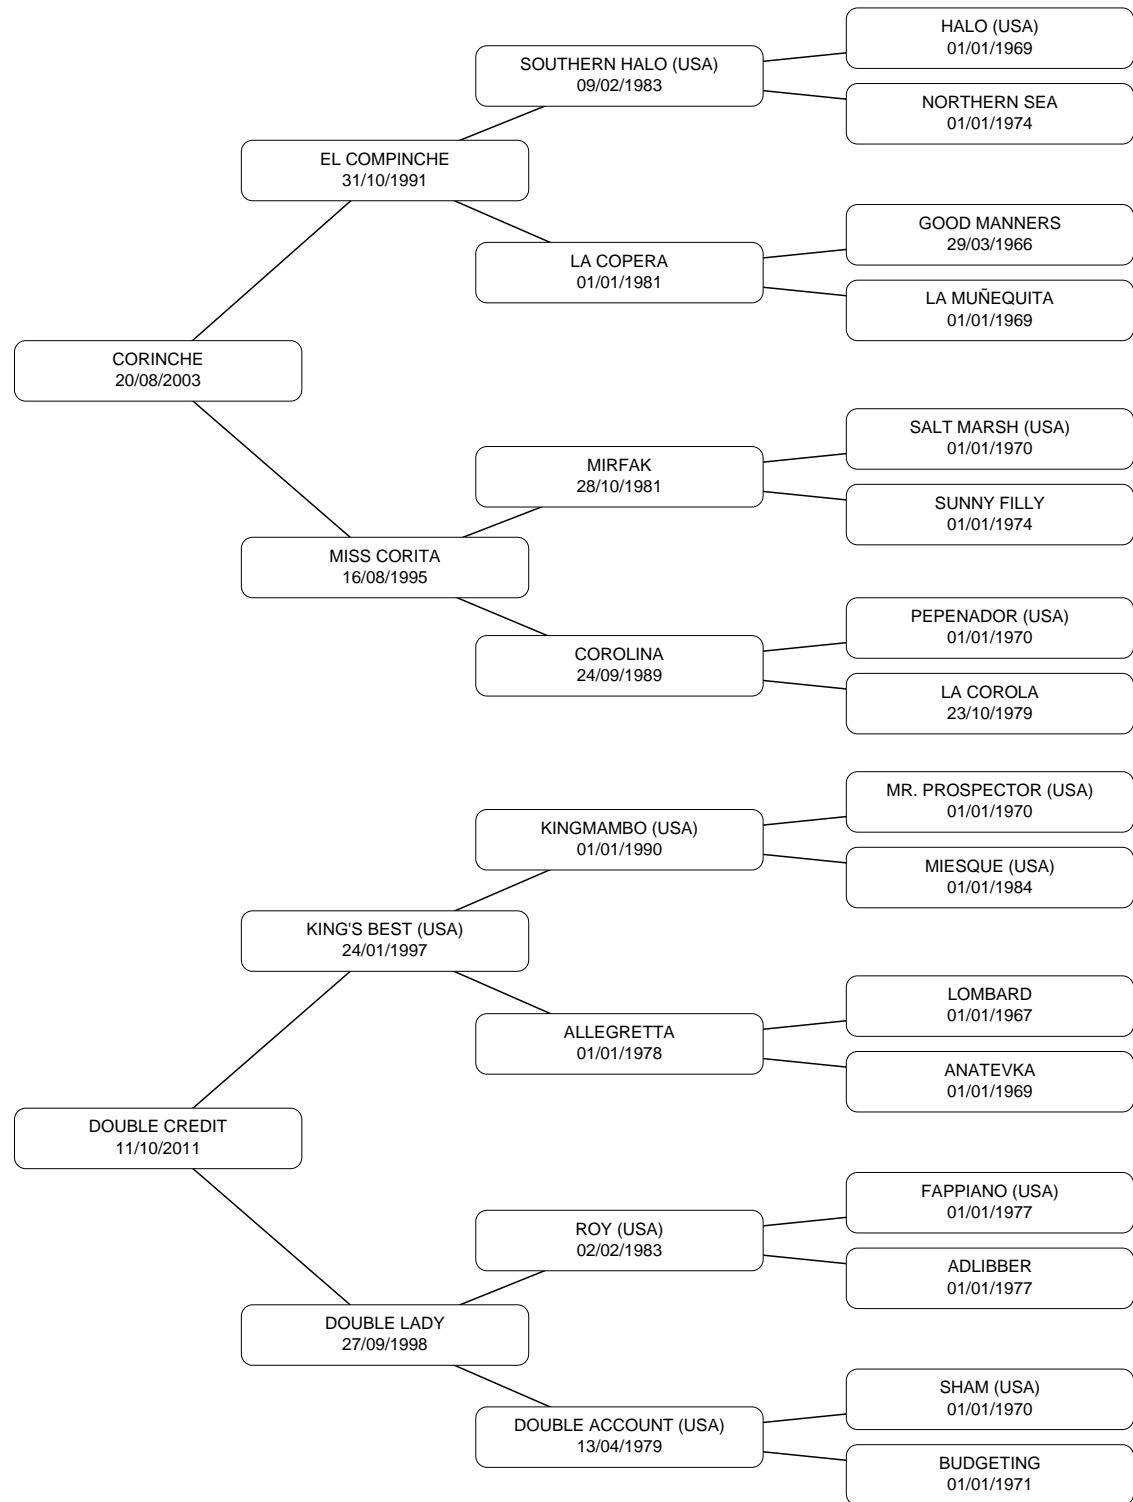 HALO (USA)
01/01/1969
SOUTHERN HALO (USA)
09/02/1983
NORTHERN SEA
01/01/1974
EL COMPINCHE
31/10/1991
GOOD MANNERS
29/03/1966
LA COPERA
01/01/1981
LA MUÑEQUITA
01/01/1969
CORINCHE
20/08/2003
SALT MARSH (USA)
01/01/1970
MIRFAK
28/10/1981
SUNNY FILLY
01/01/1974
MISS CORITA
16/08/1995
PEPENADOR (USA)
01/01/1970
COROLINA
24/09/1989
LA COROLA
23/10/1979
MR. PROSPECTOR (USA)
01/01/1970
KINGMAMBO (USA)
01/01/1990
MIESQUE (USA)
01/01/1984
KING'S BEST (USA)
24/01/1997
LOMBARD
01/01/1967
ALLEGRETTA
01/01/1978
ANATEVKA
01/01/1969
DOUBLE CREDIT
11/10/2011
FAPPIANO (USA)
01/01/1977
ROY (USA)
02/02/1983
ADLIBBER
01/01/1977
DOUBLE LADY
27/09/1998
SHAM (USA)
01/01/1970
DOUBLE ACCOUNT (USA)
13/04/1979
BUDGETING
01/01/1971